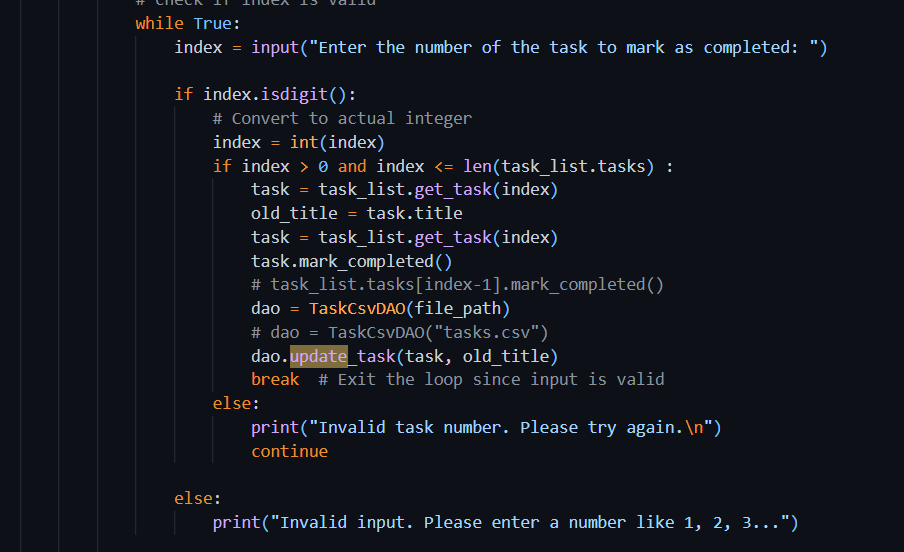 # Check if index is valid
while True:
index = input("Enter the number of the task to mark as completed: ")
if index.isdigit():
# Convert to actual integer
index = int(index)
if index > 0 and index <= len(task_list.tasks) :
task = task_list.get_task(index)
old_title = task.title
task = task_list.get_task(index)
task.mark_completed()
# task_list.tasks[index-1].mark_completed()
dao = TaskCsvDAO(file_path)
# dao = TaskCsvDAO("tasks.csv")
dao.update_task(task, old_title)
break  # Exit the loop since input is valid
else:
print("Invalid task number. Please try again.\n")
continue
else:
print("Invalid input. Please enter a number like 1, 2, 3...")